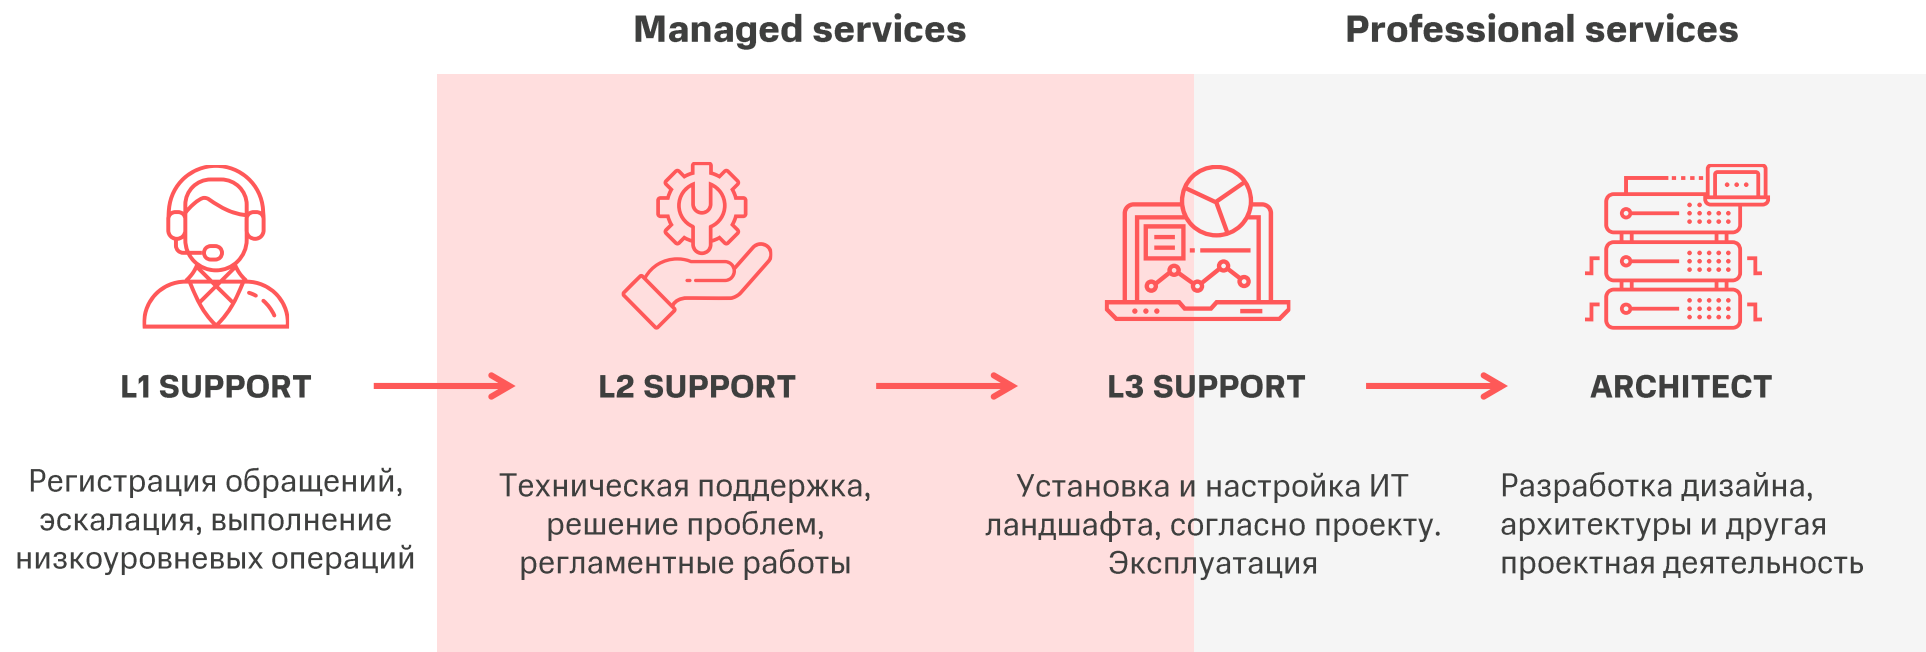 Managed services
Professional services
L1 SUPPORT
Регистрация обращений,
эскалация, выполнение
низкоуровневых операций
L2 SUPPORT
Техническая поддержка,
решение проблем,
регламентные работы
L3 SUPPORT
Установка и настройка ИТ
ландшафта, согласно проекту.
Эксплуатация
ARCHITECT
Разработка дизайна,
архитектуры и другая
проектная деятельность